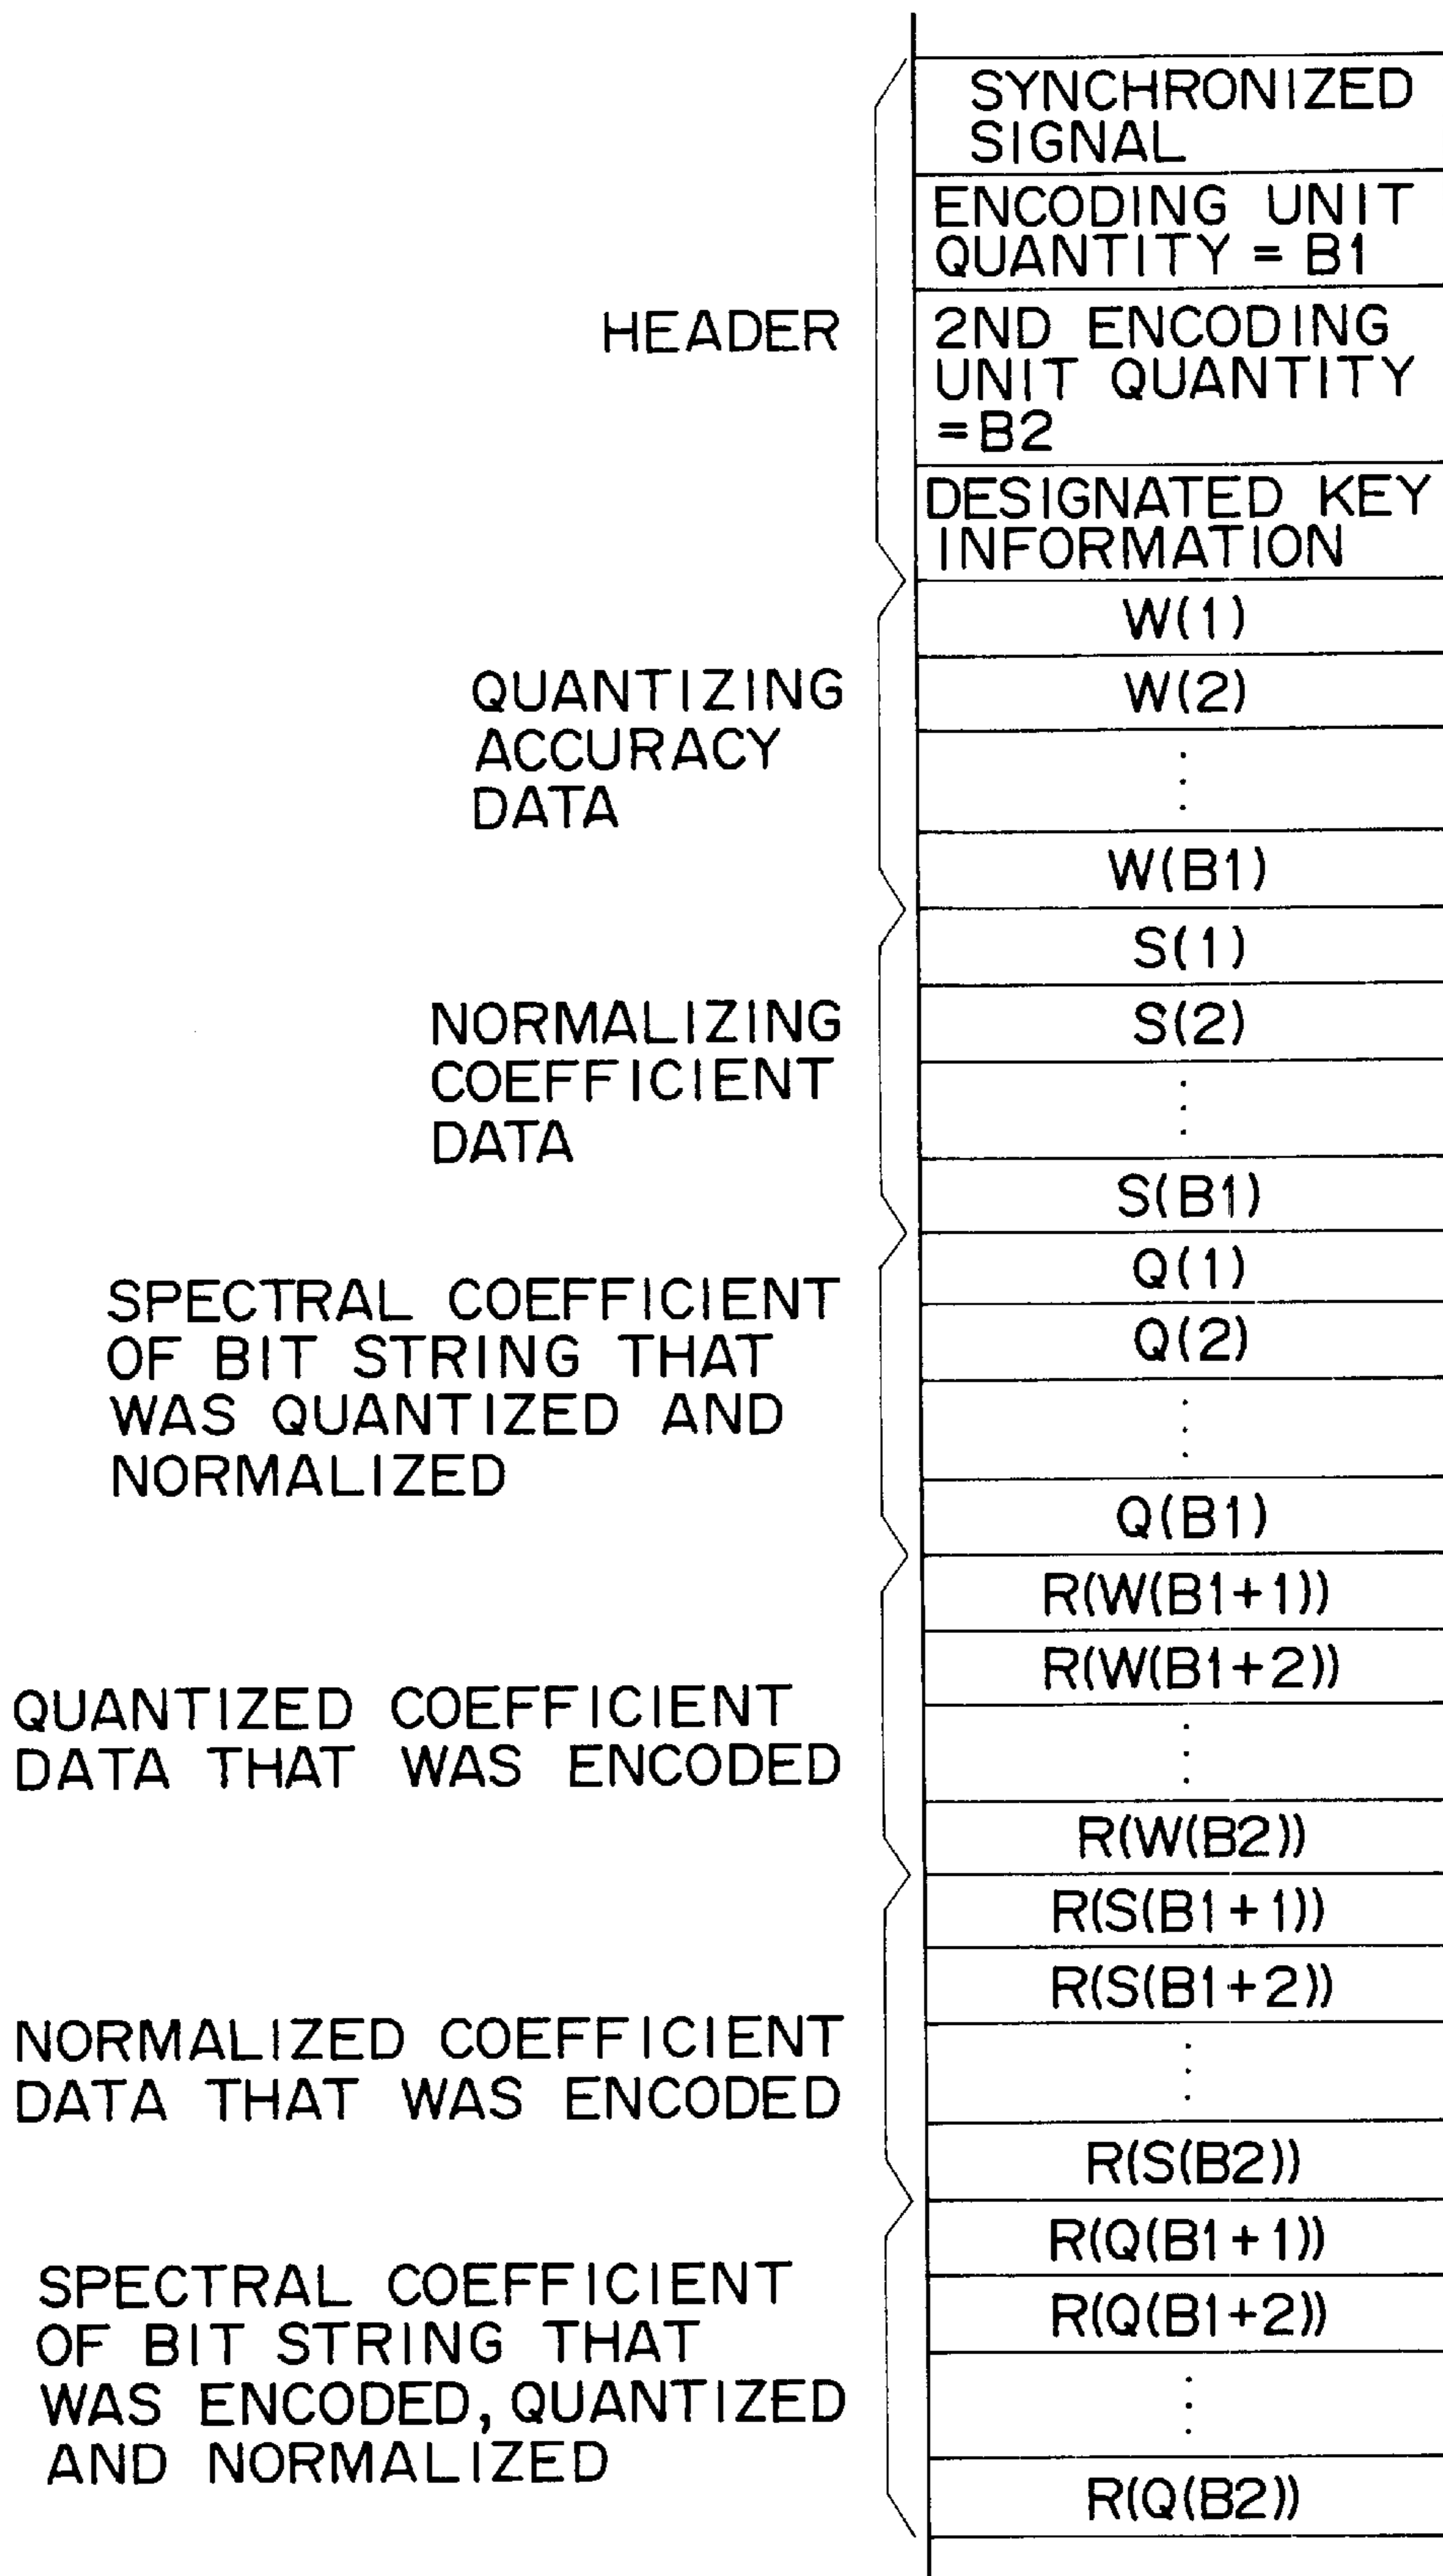 HEADER
SYNCHRONIZED
SIGNAL
ENCODING UNIT
QUANTITY = B1
2ND ENCODING
UNIT QUANTITY
=B2
DESIGNATED KEY
INFORMATION
QUANTIZING
ACCURACY
DATA
W(1)
W(2)
⋮
W(B1)
NORMALIZING
COEFFICIENT
DATA
S(1)
S(2)
⋮
S(B1)
SPECTRAL COEFFICIENT
OF BIT STRING THAT
WAS QUANTIZED AND
NORMALIZED
Q(1)
Q(2)
⋮
Q(B1)
QUANTIZED COEFFICIENT
DATA THAT WAS ENCODED
R(W(B1+1))
R(W(B1+2))
⋮
R(W(B2))
NORMALIZED COEFFICIENT
DATA THAT WAS ENCODED
R(S(B1+1))
R(S(B1+2))
⋮
R(S(B2))
SPECTRAL COEFFICIENT
OF BIT STRING THAT
WAS ENCODED, QUANTIZED
AND NORMALIZED
R(Q(B1+1))
R(Q(B1+2))
⋮
R(Q(B2))